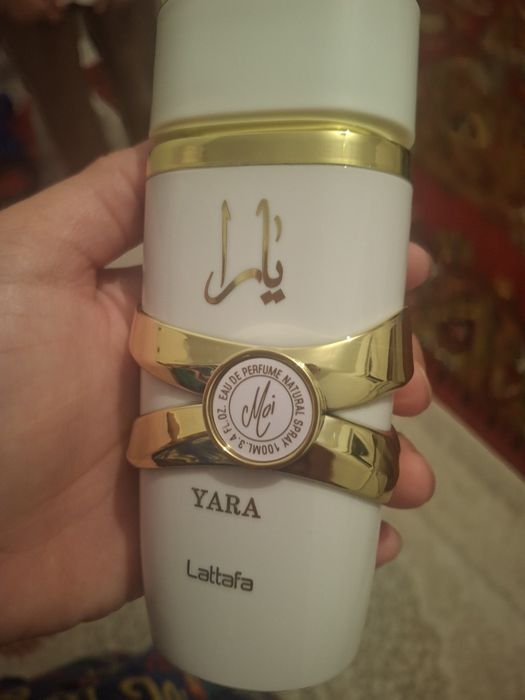 يارا
EAU DE PERFUME NATURAL SPRAY 100ML.3.4 FL.OZ.
Moi
YARA
Lattafa